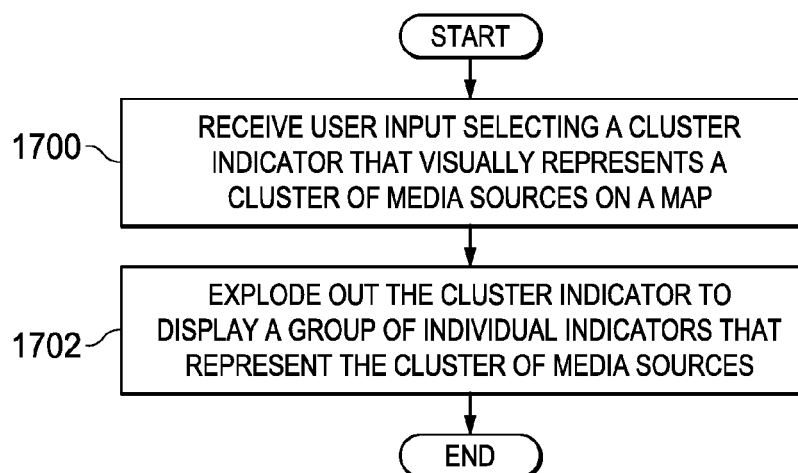 START
1700
RECEIVE USER INPUT SELECTING A CLUSTER
INDICATOR THAT VISUALLY REPRESENTS A
CLUSTER OF MEDIA SOURCES ON A MAP
1702
EXPLODE OUT THE CLUSTER INDICATOR TO
DISPLAY A GROUP OF INDIVIDUAL INDICATORS THAT
REPRESENT THE CLUSTER OF MEDIA SOURCES
END